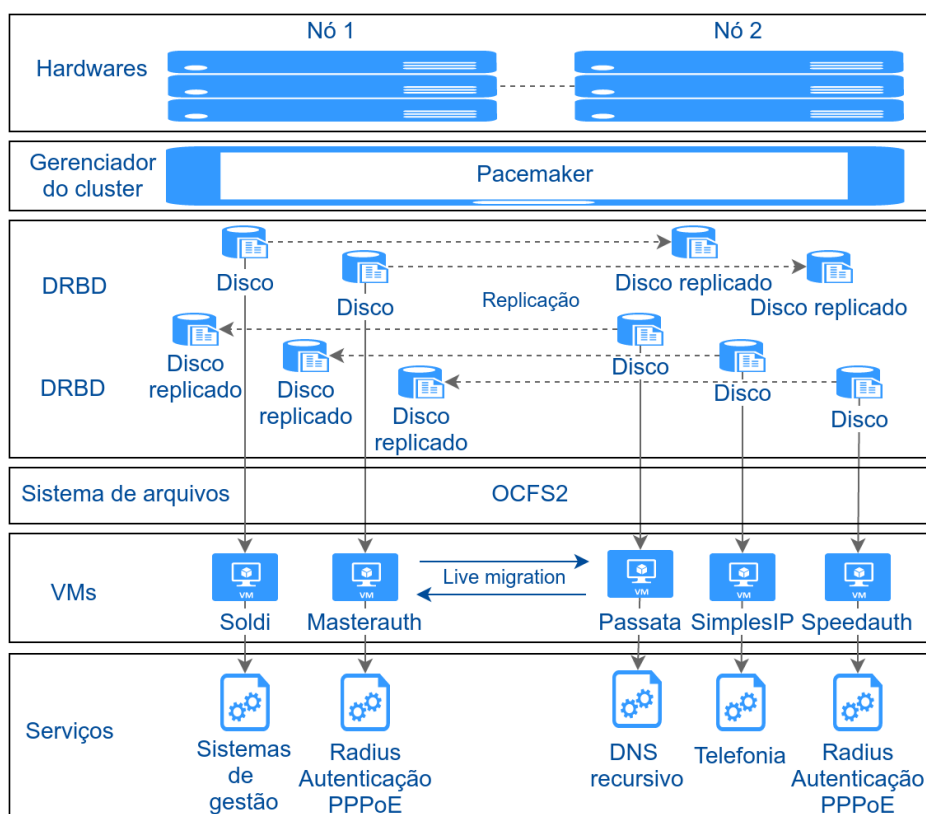 Nó 1
Nó 2
Hardwares
Gerenciador
do cluster
Pacemaker
DRBD
Disco
Disco
Disco replicado
Disco replicado
Replicação
DRBD
Disco
replicado
Disco
replicado
Disco
replicado
Disco
Disco
Disco
Sistema de arquivos
OCFS2
VMs
VM
Soldi
VM
Masterauth
Live migration
VM
Passata
VM
SimplesIP
VM
Speedauth
Serviços
Sistemas
de
gestão
Radius
Autenticação
PPPoE
DNS
recursivo
Telefonia
Radius
Autenticação
PPPoE